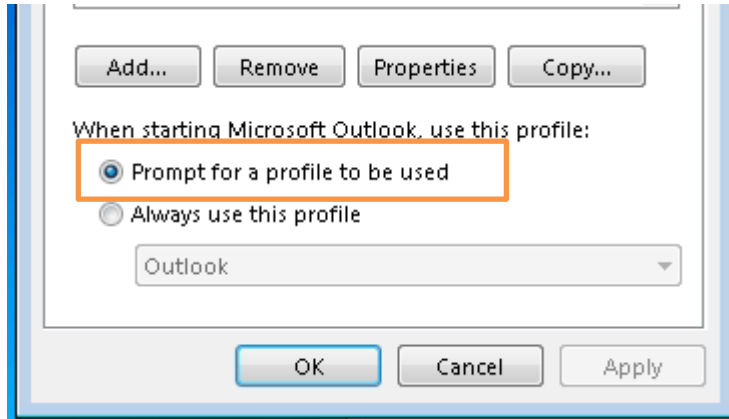 Add... Remove Properties Copy...
When starting Microsoft Outlook, use this profile:
Prompt for a profile to be used
Always use this profile
Outlook
OK Cancel Apply